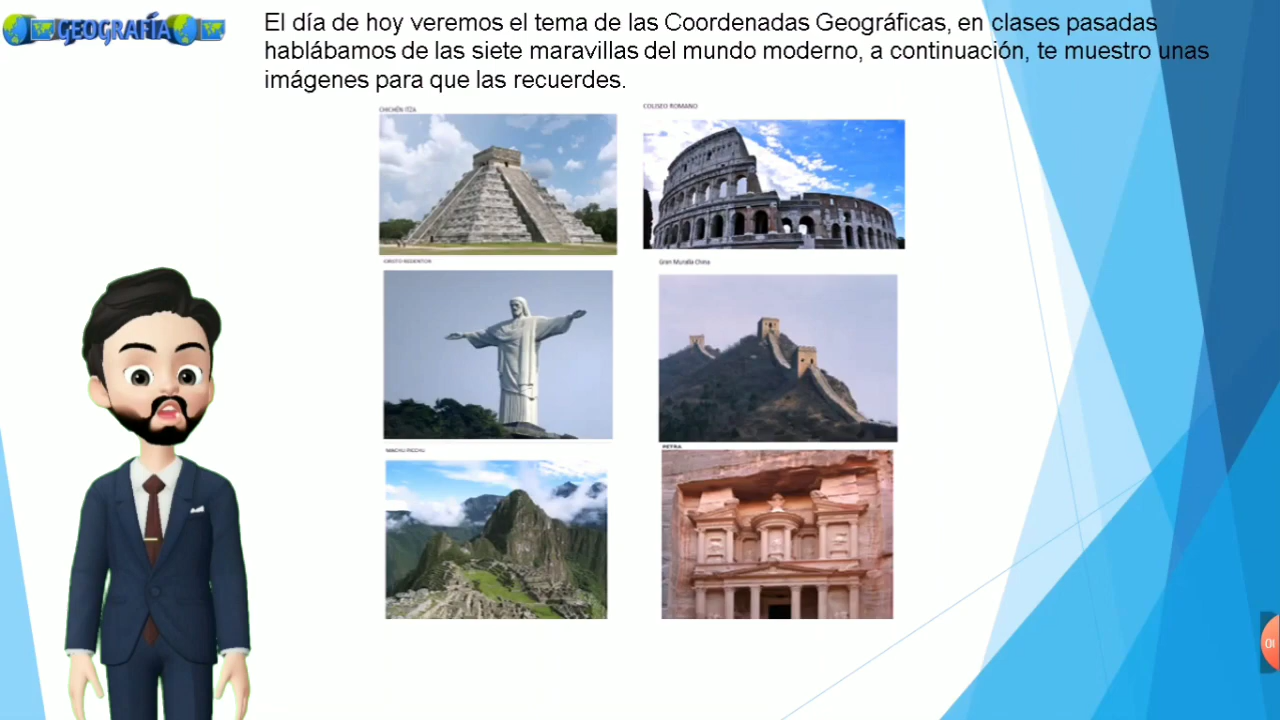 GEOGRAFÍA
El día de hoy veremos el tema de las Coordenadas Geográficas, en clases pasadas
hablábamos de las siete maravillas del mundo moderno, a continuación, te muestro unas
imágenes para que las recuerdes.
CHICHÉN ITZA
COLISEO ROMANO
CRISTO REDENTOR
Gran Muralla China
MACHU PICCHU
PETRA